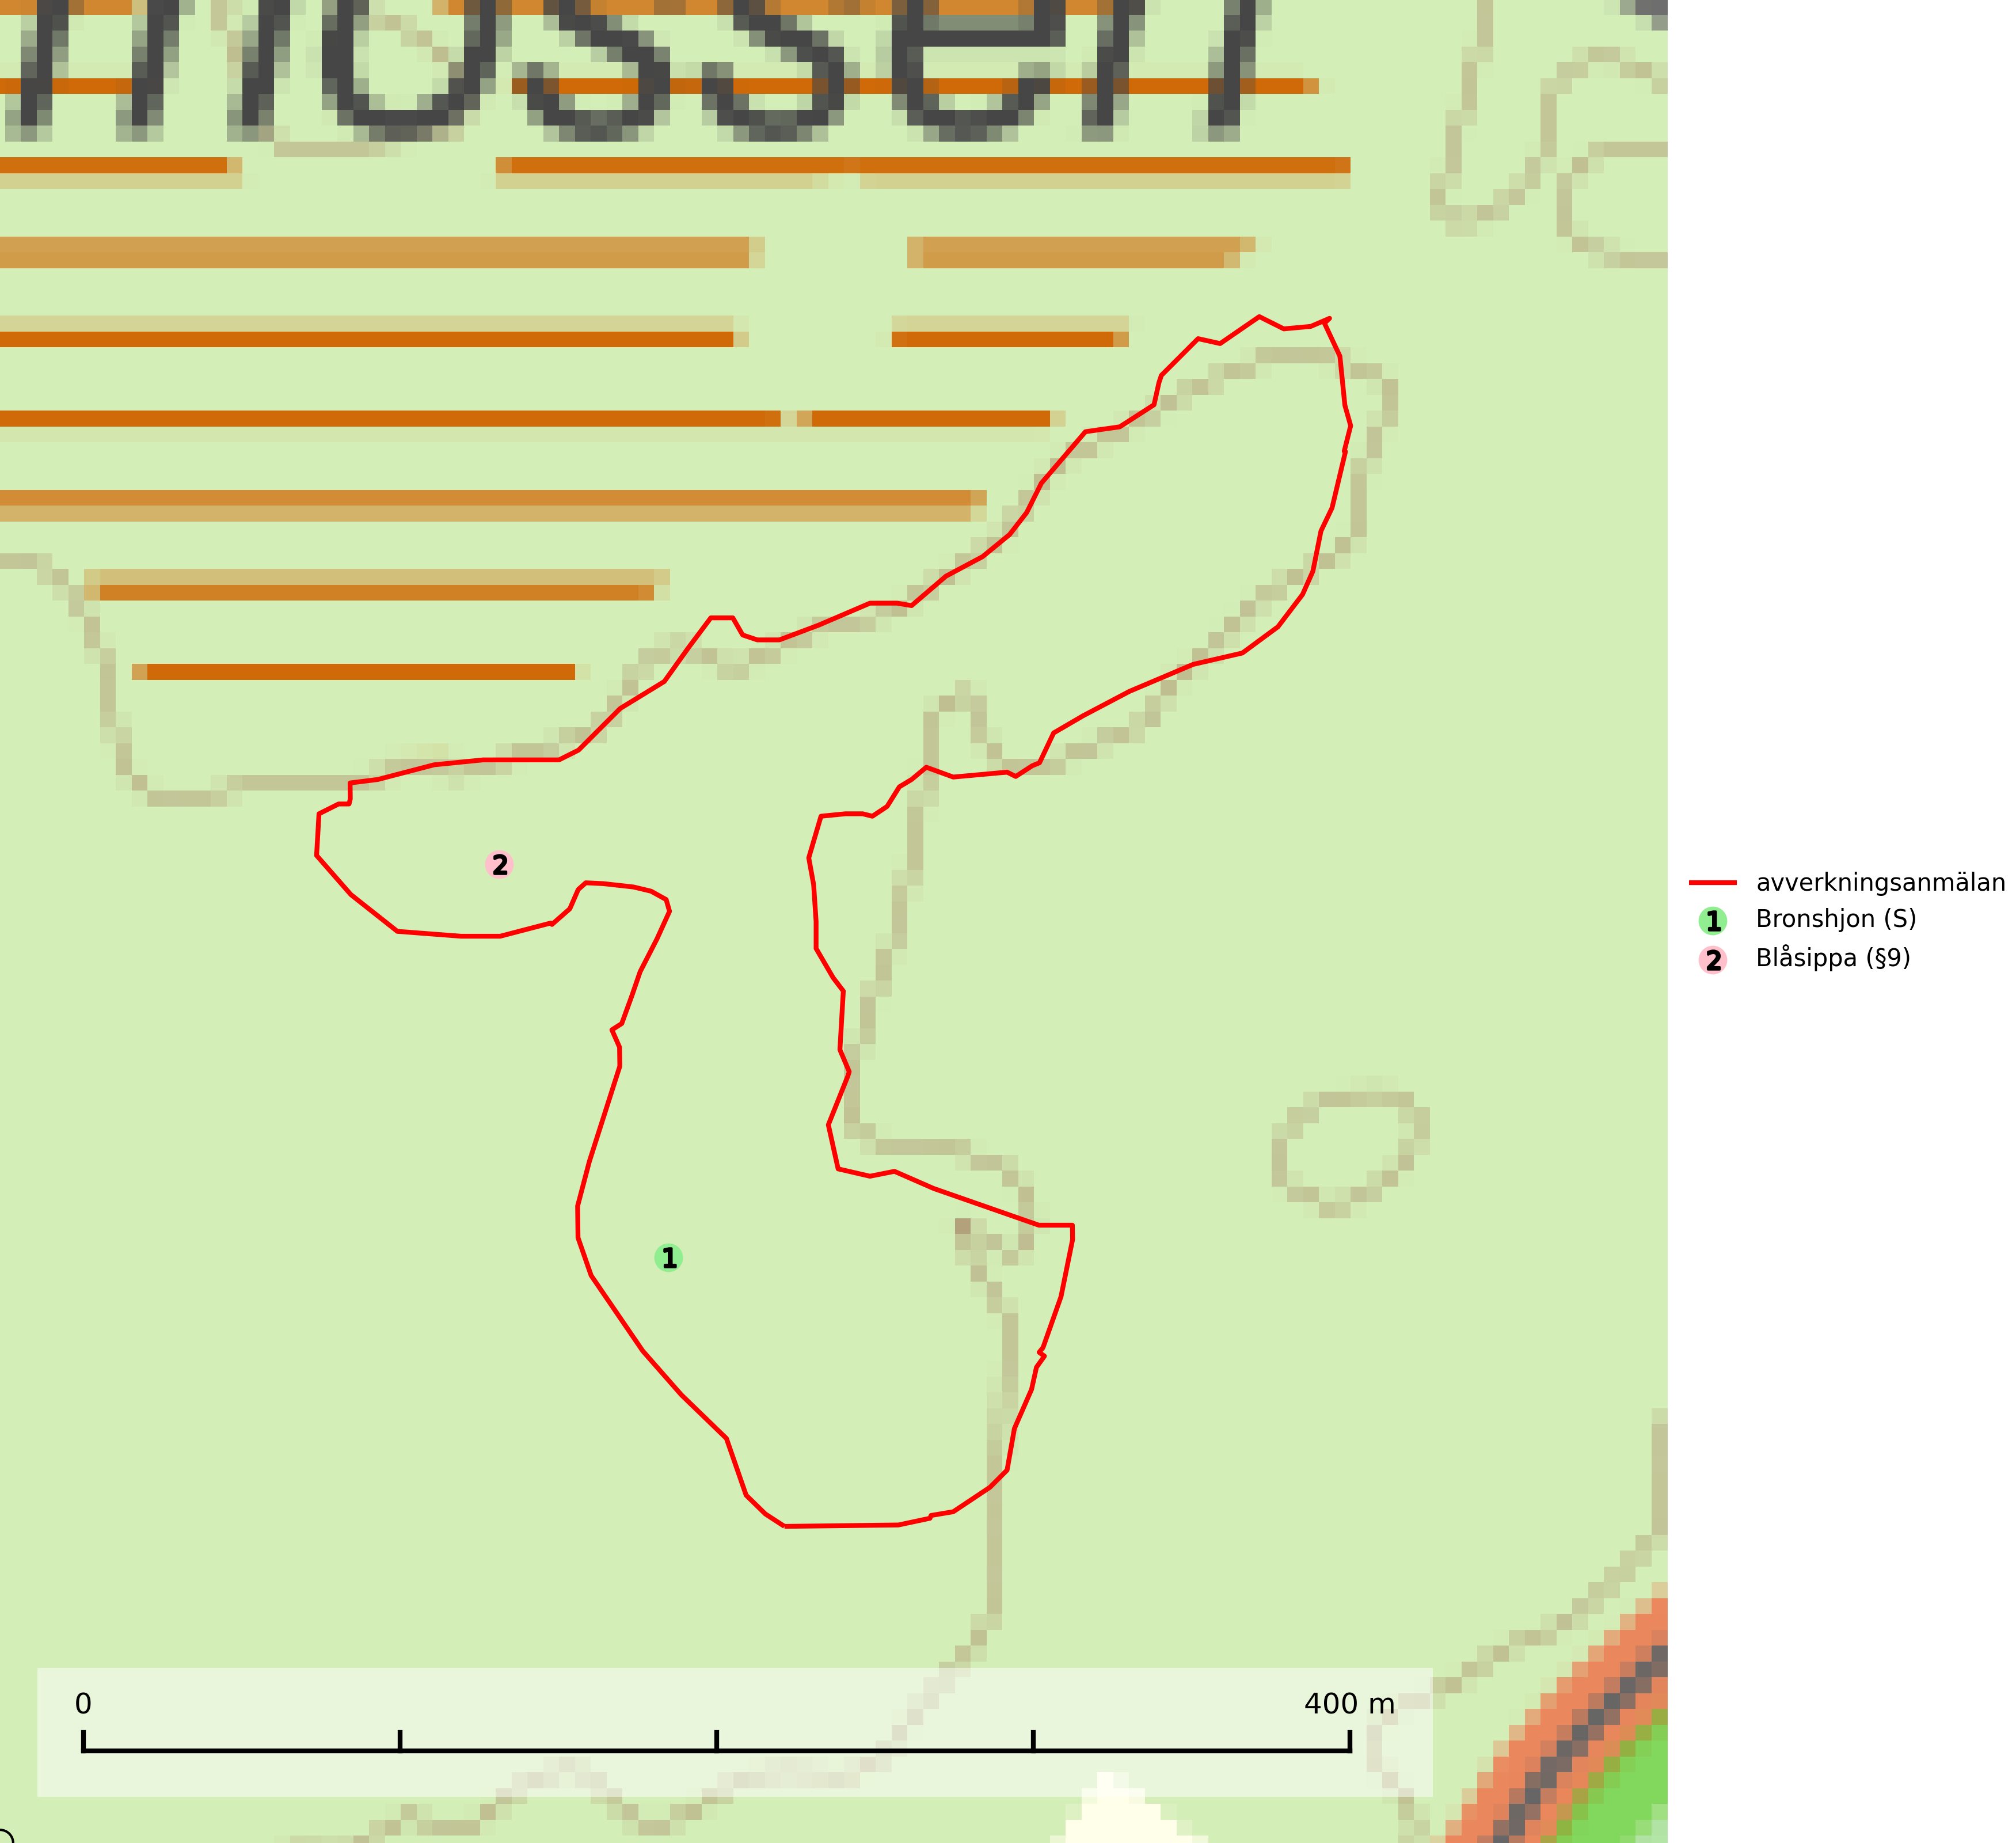 2
1
avverkningsanmälan
1 Bronshjon (S)
2 Blåsippa (§9)
0 400 m